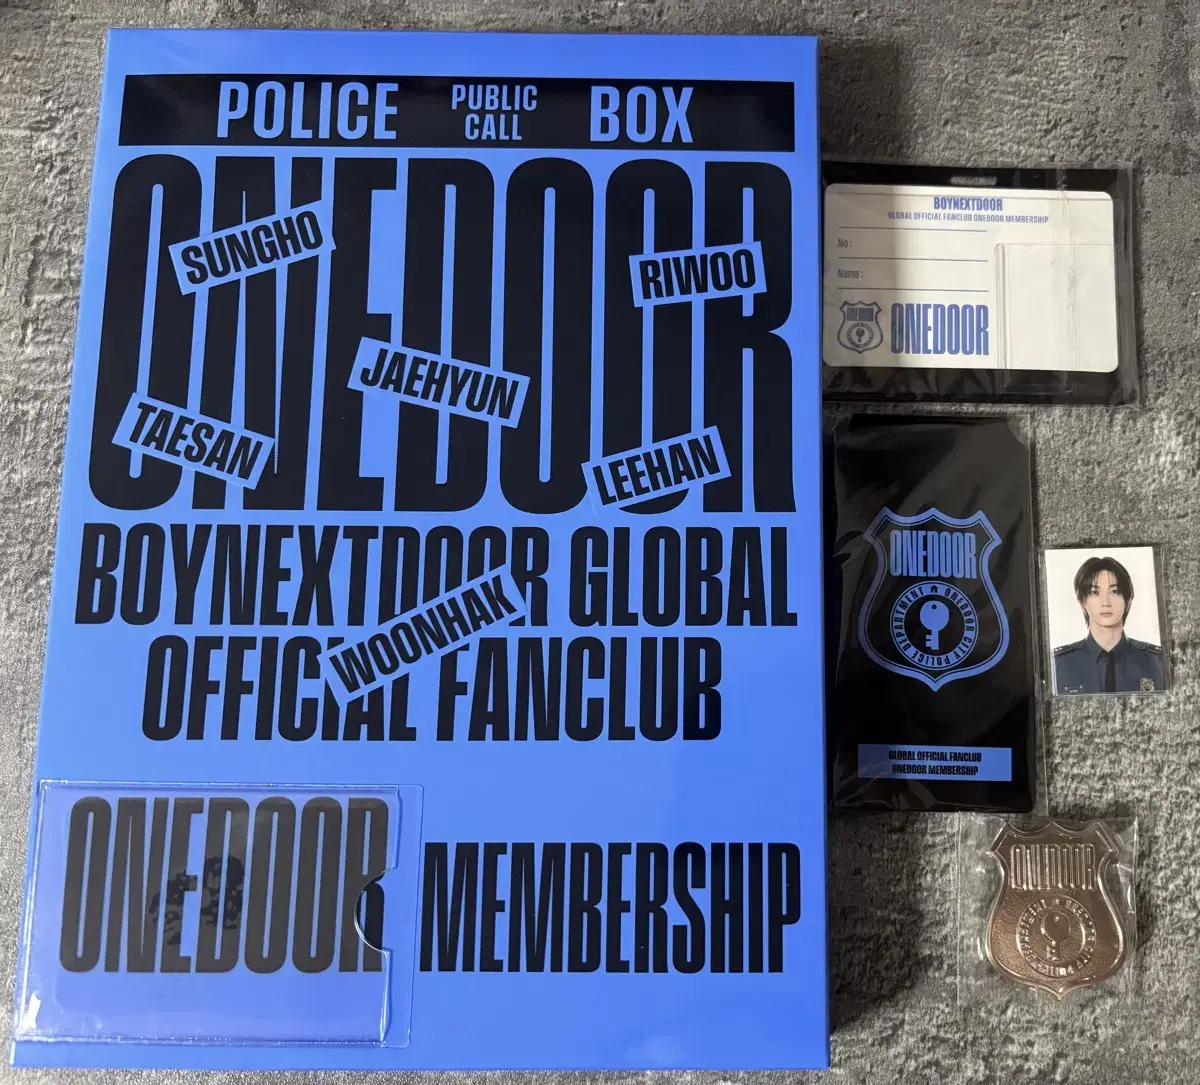 POLICE PUBLIC CALL BOX
ONEDOOR
SUNGHO
RIWOO
JAEHYUN
TAESAN
LEEHAN
BOYNEXTDOOR GLOBAL
WOONHAK
OFFICIAL FANCLUB
ONEDOOR MEMBERSHIP
BOYNEXTDOOR
GLOBAL OFFICIAL FANCLUB ONEDOOR MEMBERSHIP
No :
Name :
ONEDOOR
ONEDOOR
ONEDOOR
ONEDOOR CITY POLICE DEPARTMENT
GLOBAL OFFICIAL FANCLUB
ONEDOOR MEMBERSHIP
ONEDOOR